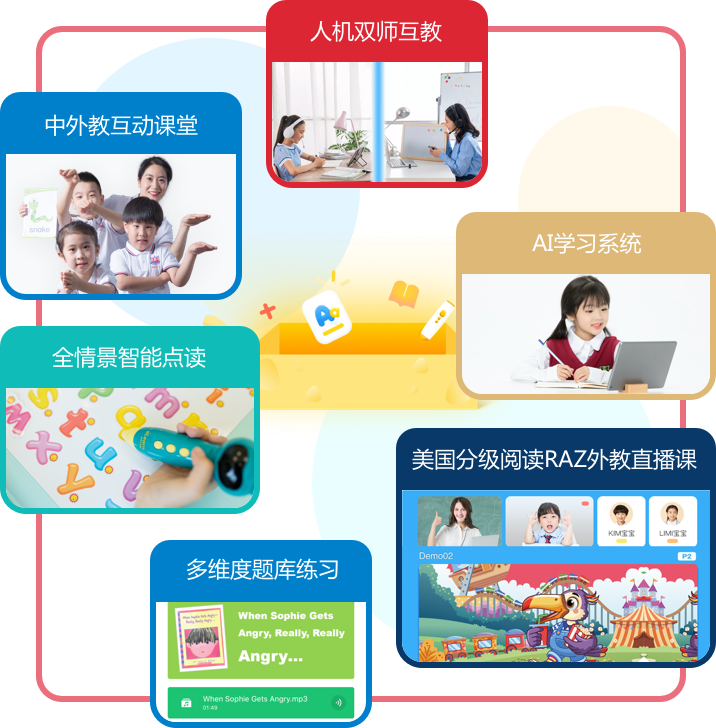 人机双师互教
中外教互动课堂
snake
AI学习系统
A+
全情景智能点读
美国分级阅读RAZ外教直播课
KIM宝宝
LIMI宝宝
Demo02
P2
多维度题库练习
When Sophie Gets
Angry, Really, Really
Angry...
When Sophie Gets Angry.mp3
01:49